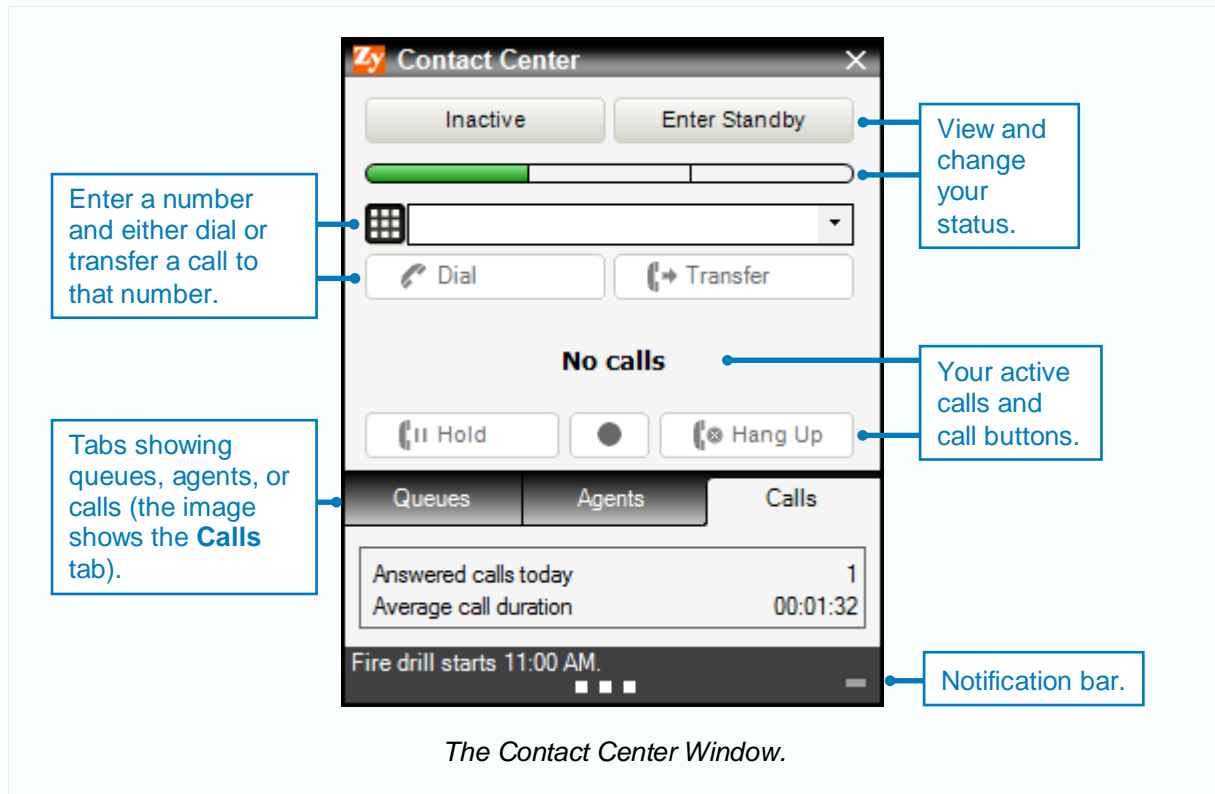 Zy Contact Center
Inactive
Enter Standby
View and
change
your
status.
Enter a number
and either dial or
transfer a call to
that number.
Dial
Transfer
No calls
Your active
calls and
call buttons.
Hold
Hang Up
Tabs showing
queues, agents, or
calls (the image
shows the Calls
tab).
Queues
Agents
Calls
Answered calls today 1
Average call duration 00:01:32
Fire drill starts 11:00 AM.
Notification bar.
The Contact Center Window.